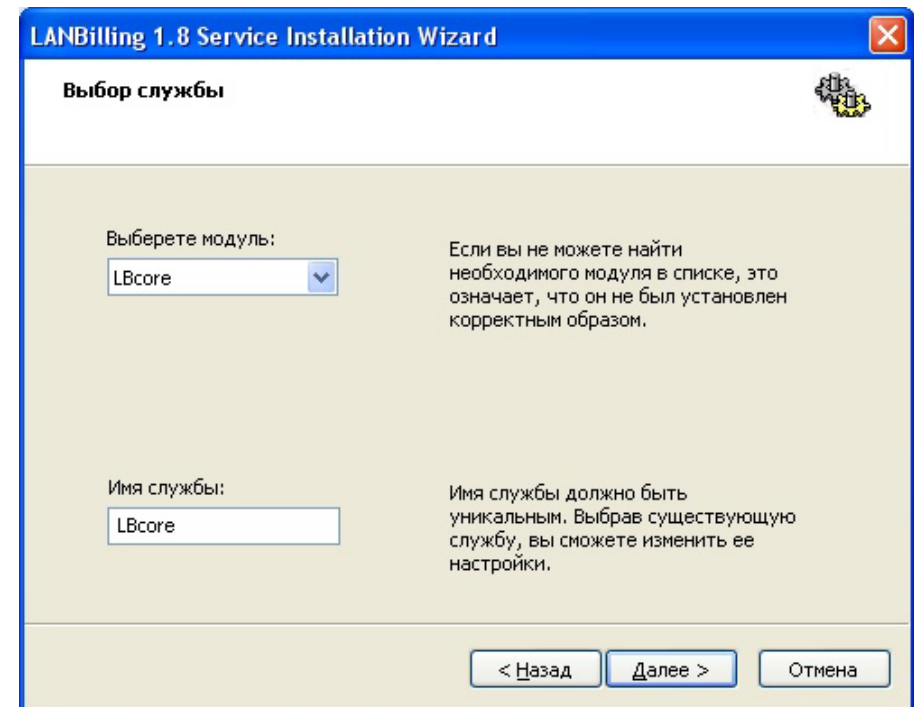 LANBilling 1.8 Service Installation Wizard
Выбор службы
Выберете модуль:
LBcore
Если вы не можете найти
необходимого модуля в списке, это
означает, что он не был установлен
корректным образом.
Имя службы:
LBcore
Имя службы должно быть
уникальным. Выбрав существующую
службу, вы сможете изменить ее
настройки.
< Назад
Далее >
Отмена